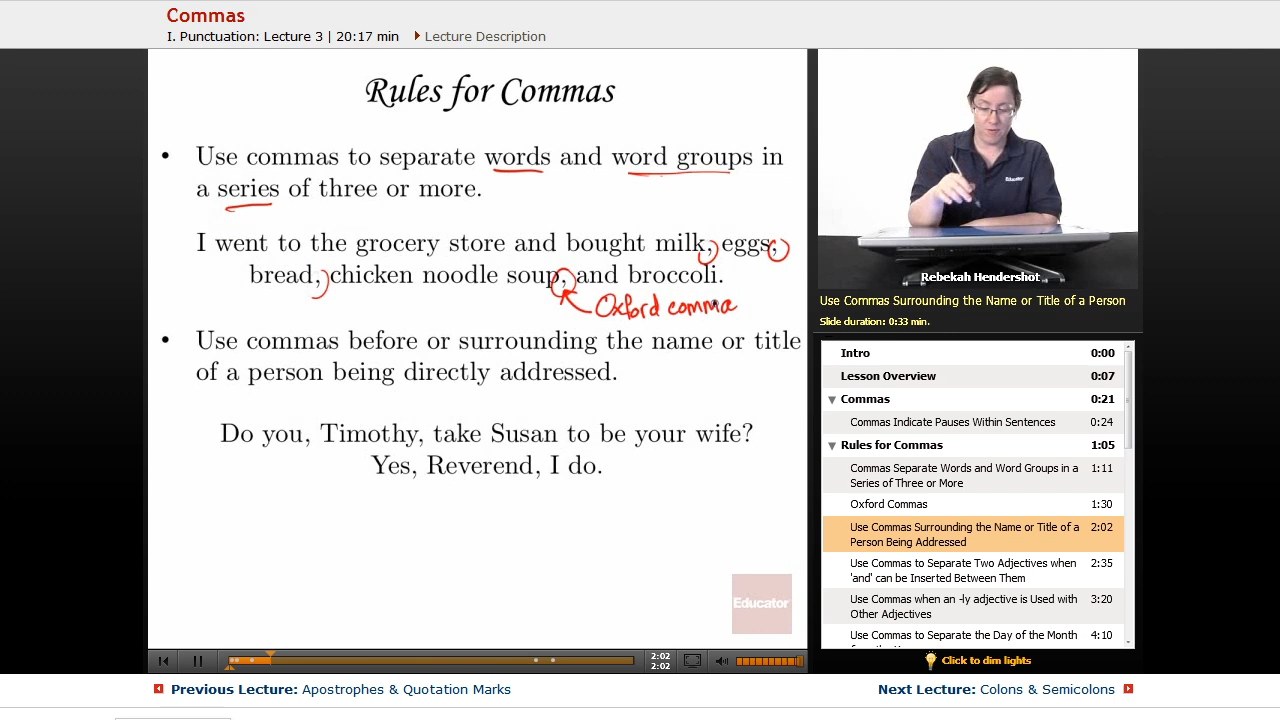 Commas
I. Punctuation: Lecture 3 | 20:17 min Lecture Description
Rules for Commas
• Use commas to separate words and word groups in
a series of three or more.
I went to the grocery store and bought milk, eggs,
bread, chicken noodle soup, and broccoli.
Oxford comma
• Use commas before or surrounding the name or title
of a person being directly addressed.
Do you, Timothy, take Susan to be your wife?
Yes, Reverend, I do.
Educator
Educator
Rebekah Hendershot
Use Commas Surrounding the Name or Title of a Person
Slide duration: 0:33 min.
Intro 0:00
Lesson Overview 0:07
Commas 0:21
Commas Indicate Pauses Within Sentences 0:24
Rules for Commas 1:05
Commas Separate Words and Word Groups in a 1:11
Series of Three or More
Oxford Commas 1:30
Use Commas Surrounding the Name or Title of a 2:02
Person Being Addressed
Use Commas to Separate Two Adjectives when 2:35
'and' can be Inserted Between Them
Use Commas when an -ly adjective is Used with 3:20
Other Adjectives
Use Commas to Separate the Day of the Month 4:10
2:02
2:02
Click to dim lights
Previous Lecture: Apostrophes & Quotation Marks
Next Lecture: Colons & Semicolons